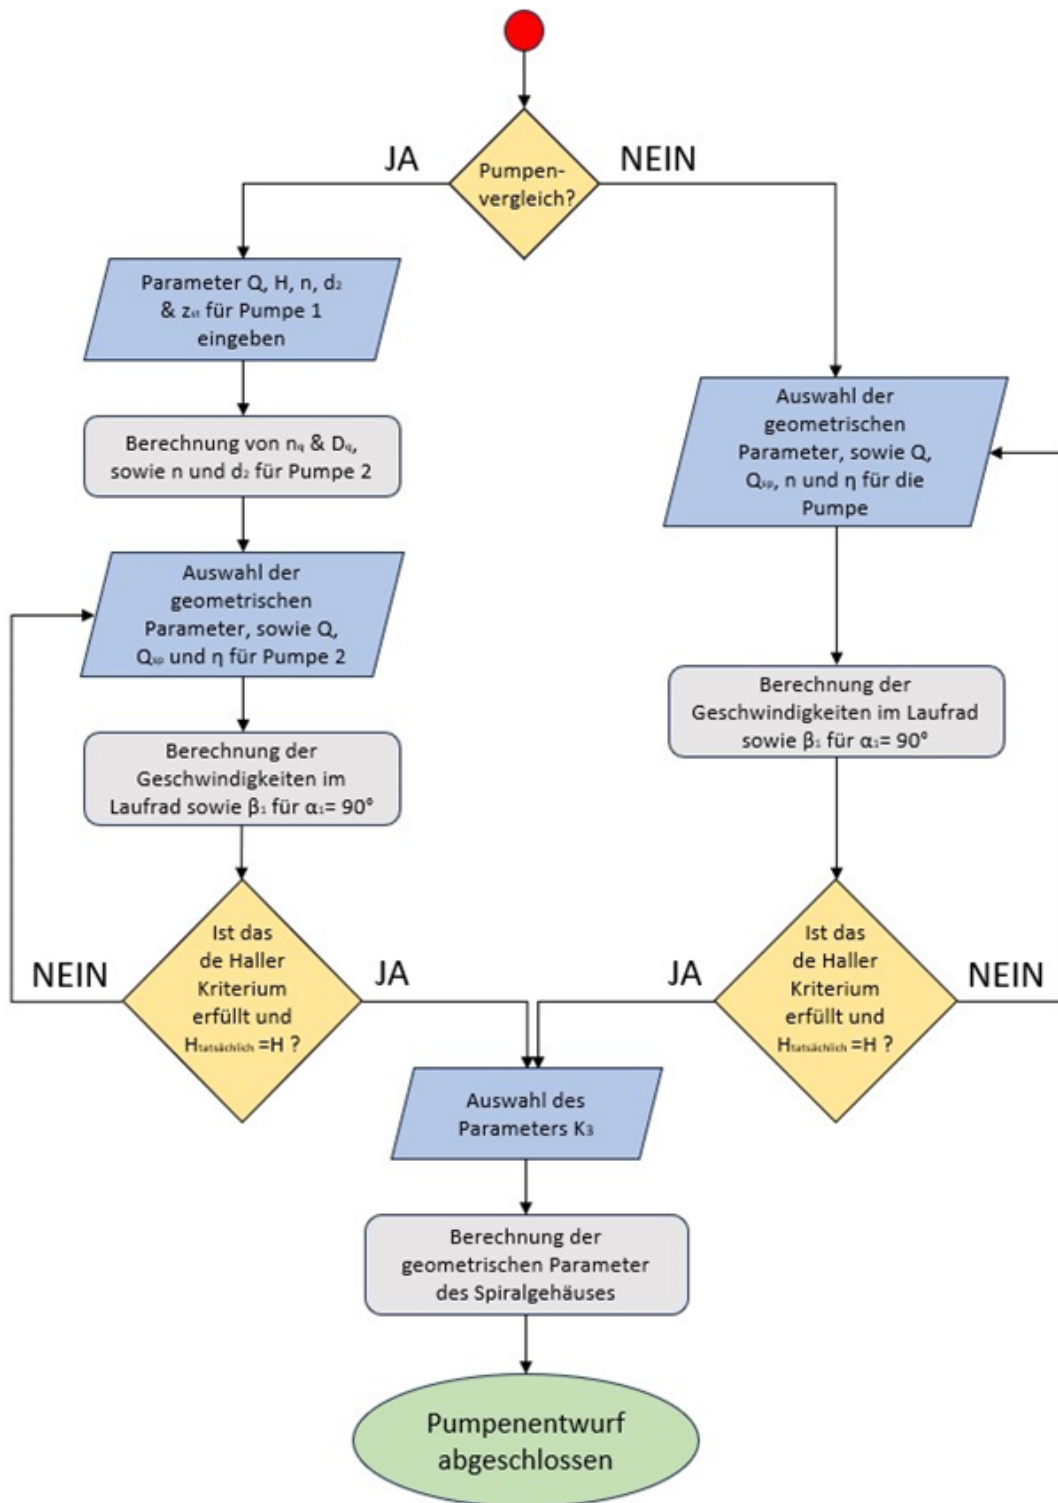 JA
NEIN
Pumpen-
vergleich?
Parameter Q, H, n, d₂
& zₛₜ für Pumpe 1
eingeben
Berechnung von n_q & D_q,
sowie n und d₂ für Pumpe 2
Auswahl der
geometrischen
Parameter, sowie Q,
Qₛₚ und η für Pumpe 2
Berechnung der
Geschwindigkeiten im
Laufrad sowie β₁ für α₁= 90°
NEIN
Ist das
de Haller
Kriterium
erfüllt und
H_tatsächlich =H ?
JA
Auswahl der
geometrischen
Parameter, sowie Q,
Qₛₚ, n und η für die
Pumpe
Berechnung der
Geschwindigkeiten im Laufrad
sowie β₁ für α₁= 90°
JA
Ist das
de Haller
Kriterium
erfüllt und
H_tatsächlich =H ?
NEIN
Auswahl des
Parameters K₃
Berechnung der
geometrischen Parameter
des Spiralgehäuses
Pumpenentwurf
abgeschlossen